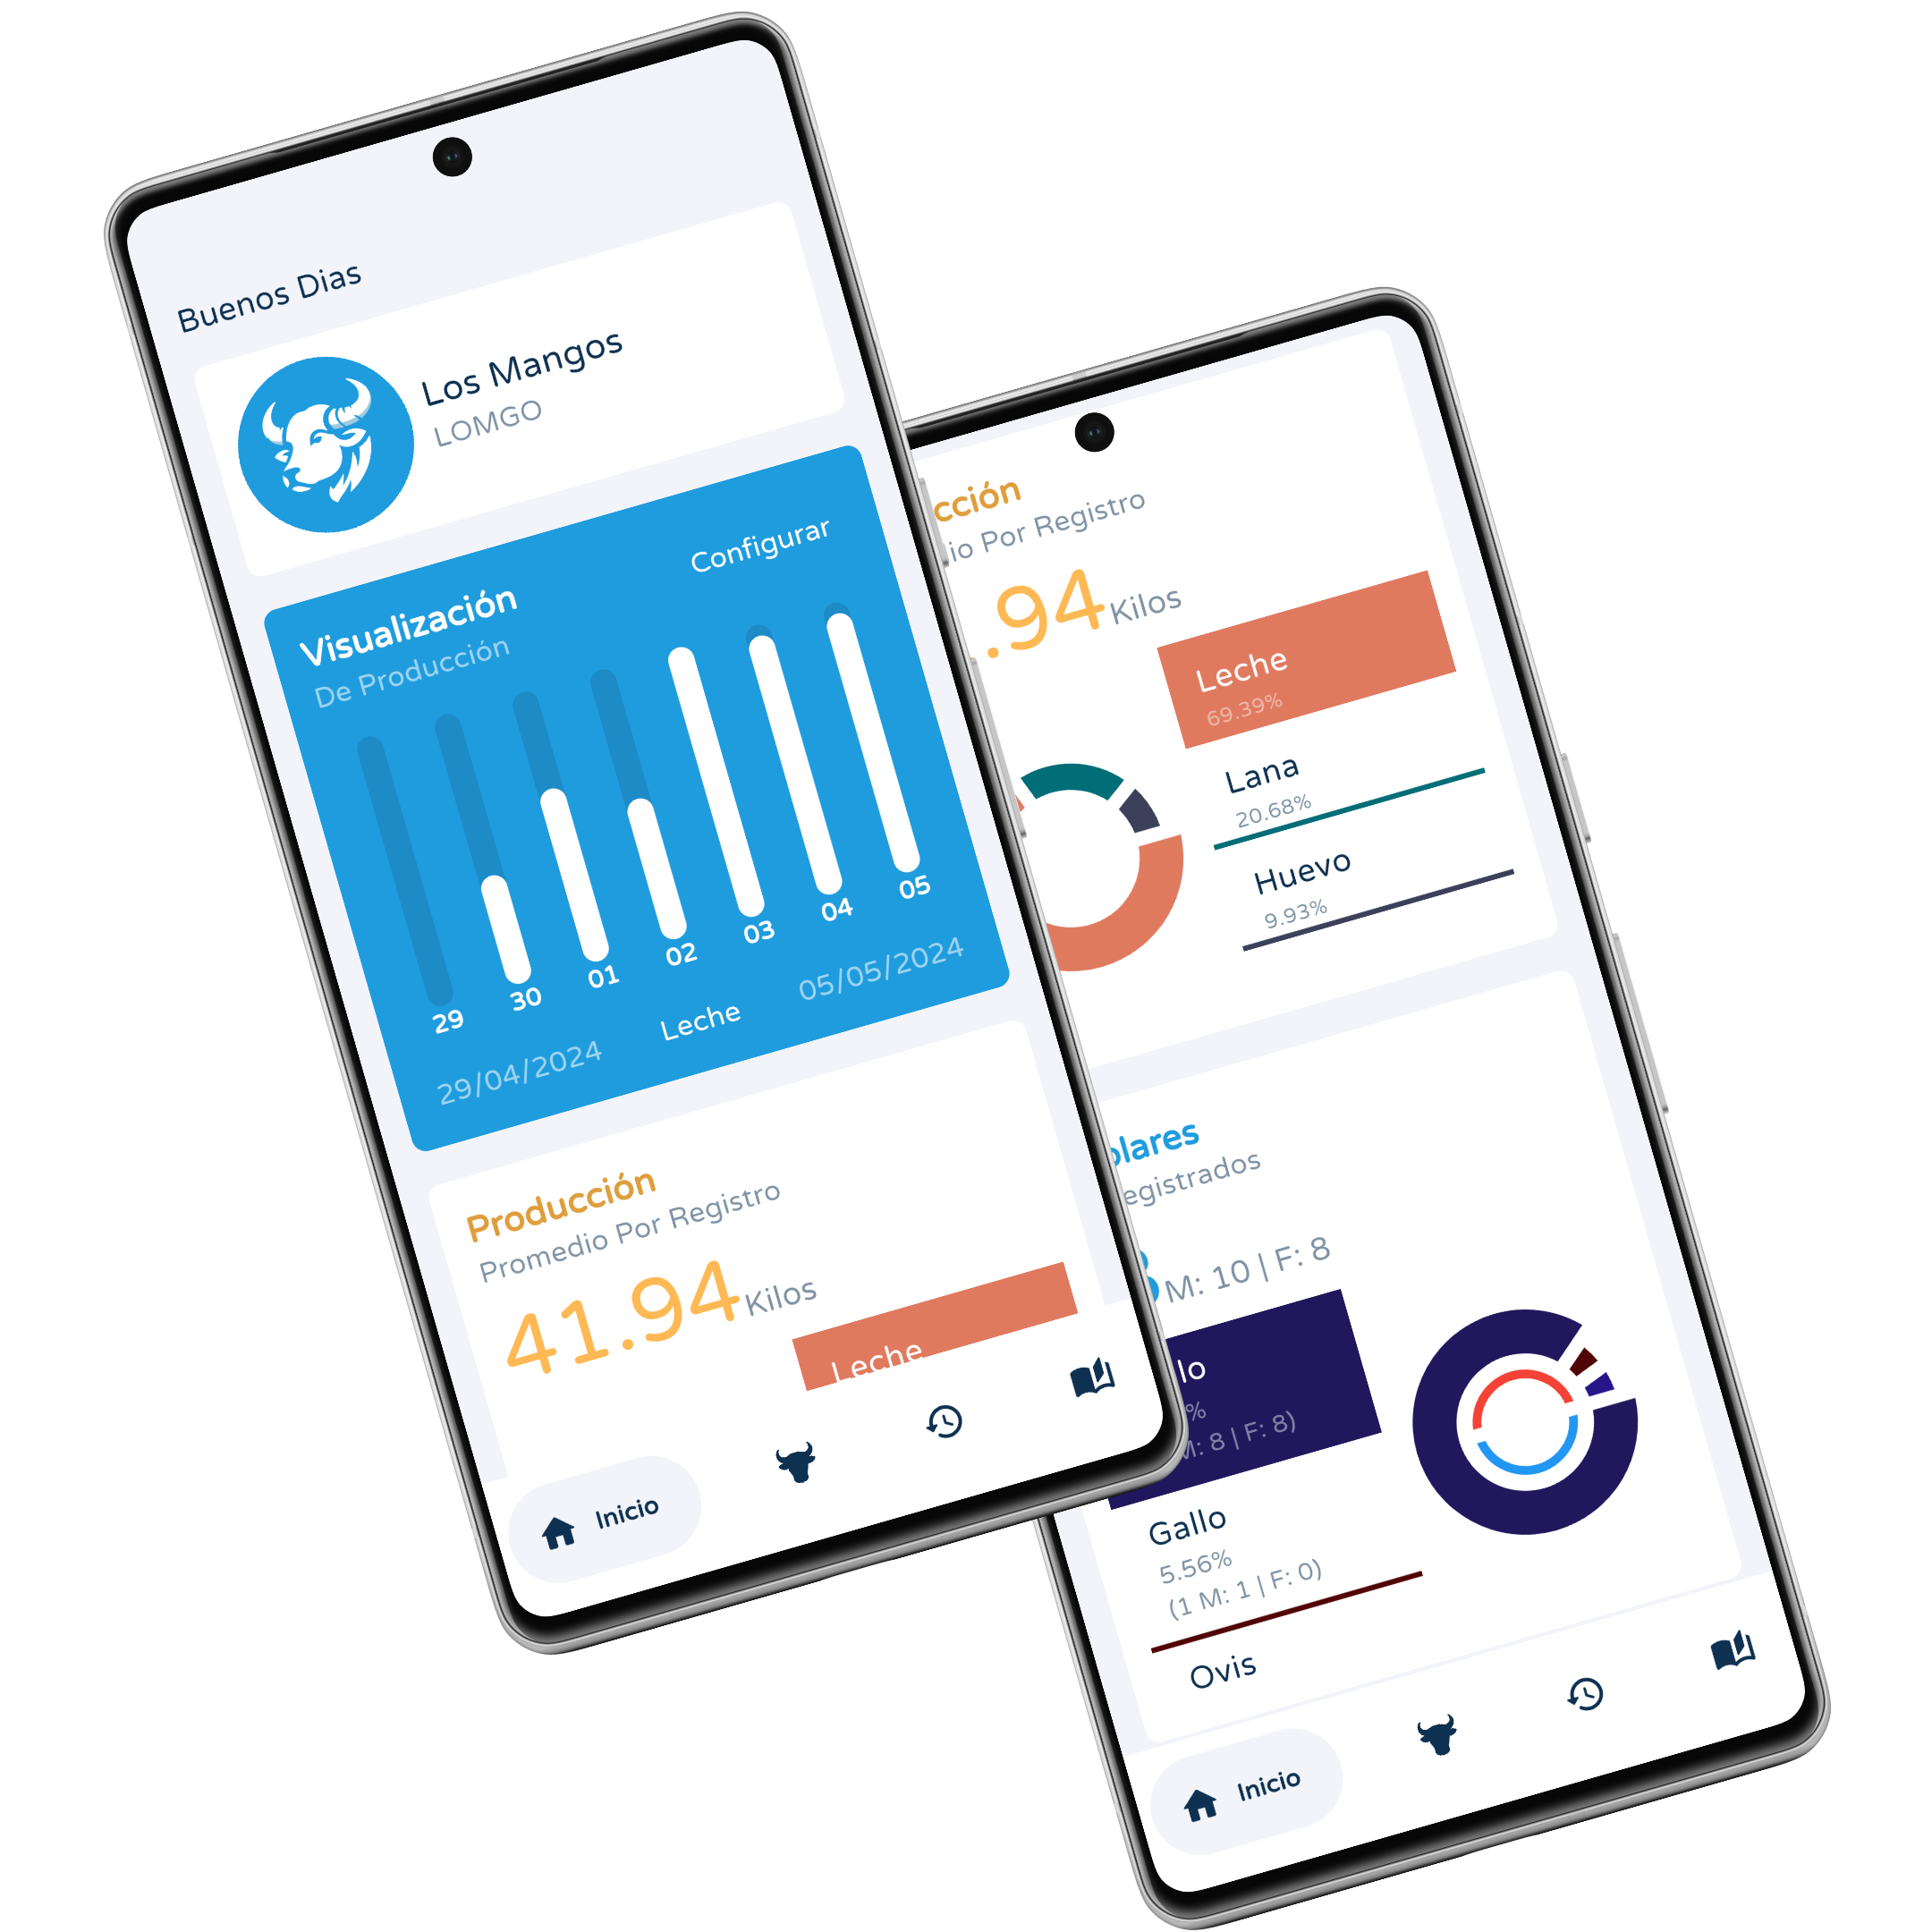 Buenos Dias
Los Mangos
LOMGO
Configurar
Visualización
De Producción
29
30
01
02
03
04
05
29/04/2024
Leche
05/05/2024
Producción
Promedio Por Registro
41.94 Kilos
Leche
Inicio
cción
io Por Registro
.94 Kilos
Leche
69.39%
Lana
20.68%
Huevo
9.93%
olares
egistrados
M: 10 | F: 8
lo
%
M: 8 | F: 8)
Gallo
5.56%
(1 M: 1 | F: 0)
Ovis
Inicio